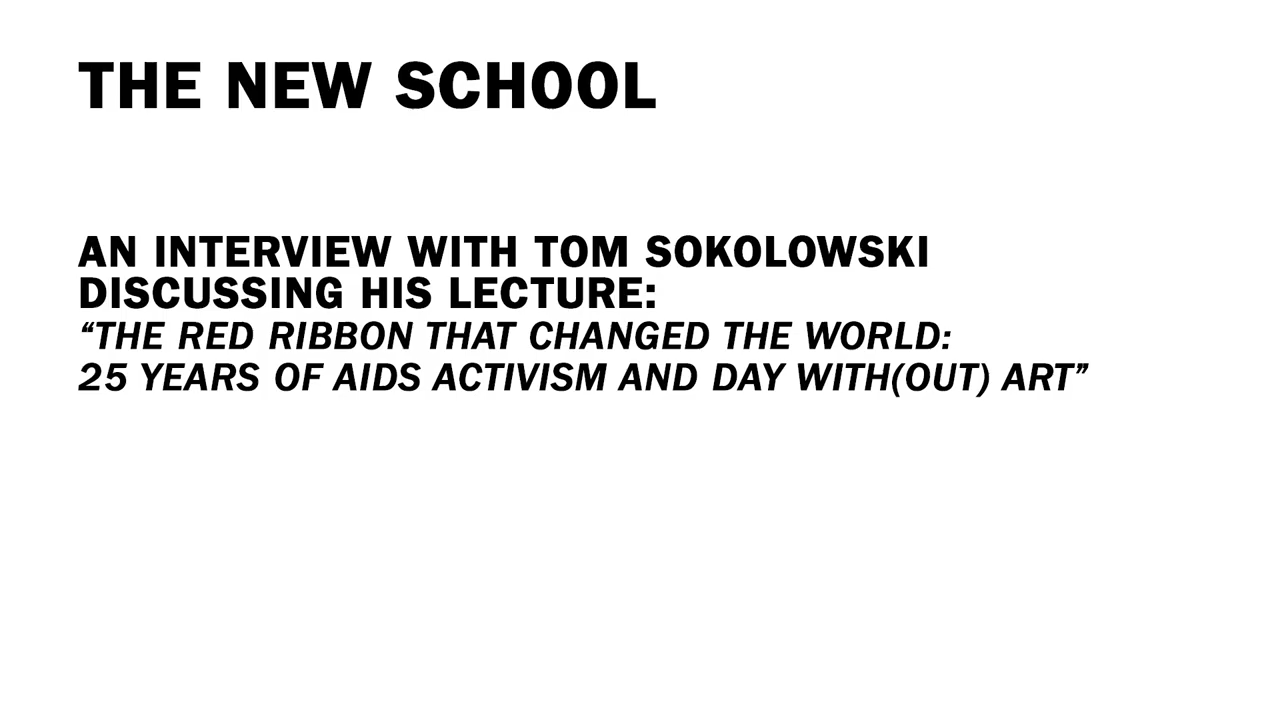 THE NEW SCHOOL
AN INTERVIEW WITH TOM SOKOLOWSKI
DISCUSSING HIS LECTURE:
“THE RED RIBBON THAT CHANGED THE WORLD:
25 YEARS OF AIDS ACTIVISM AND DAY WITH(OUT) ART”